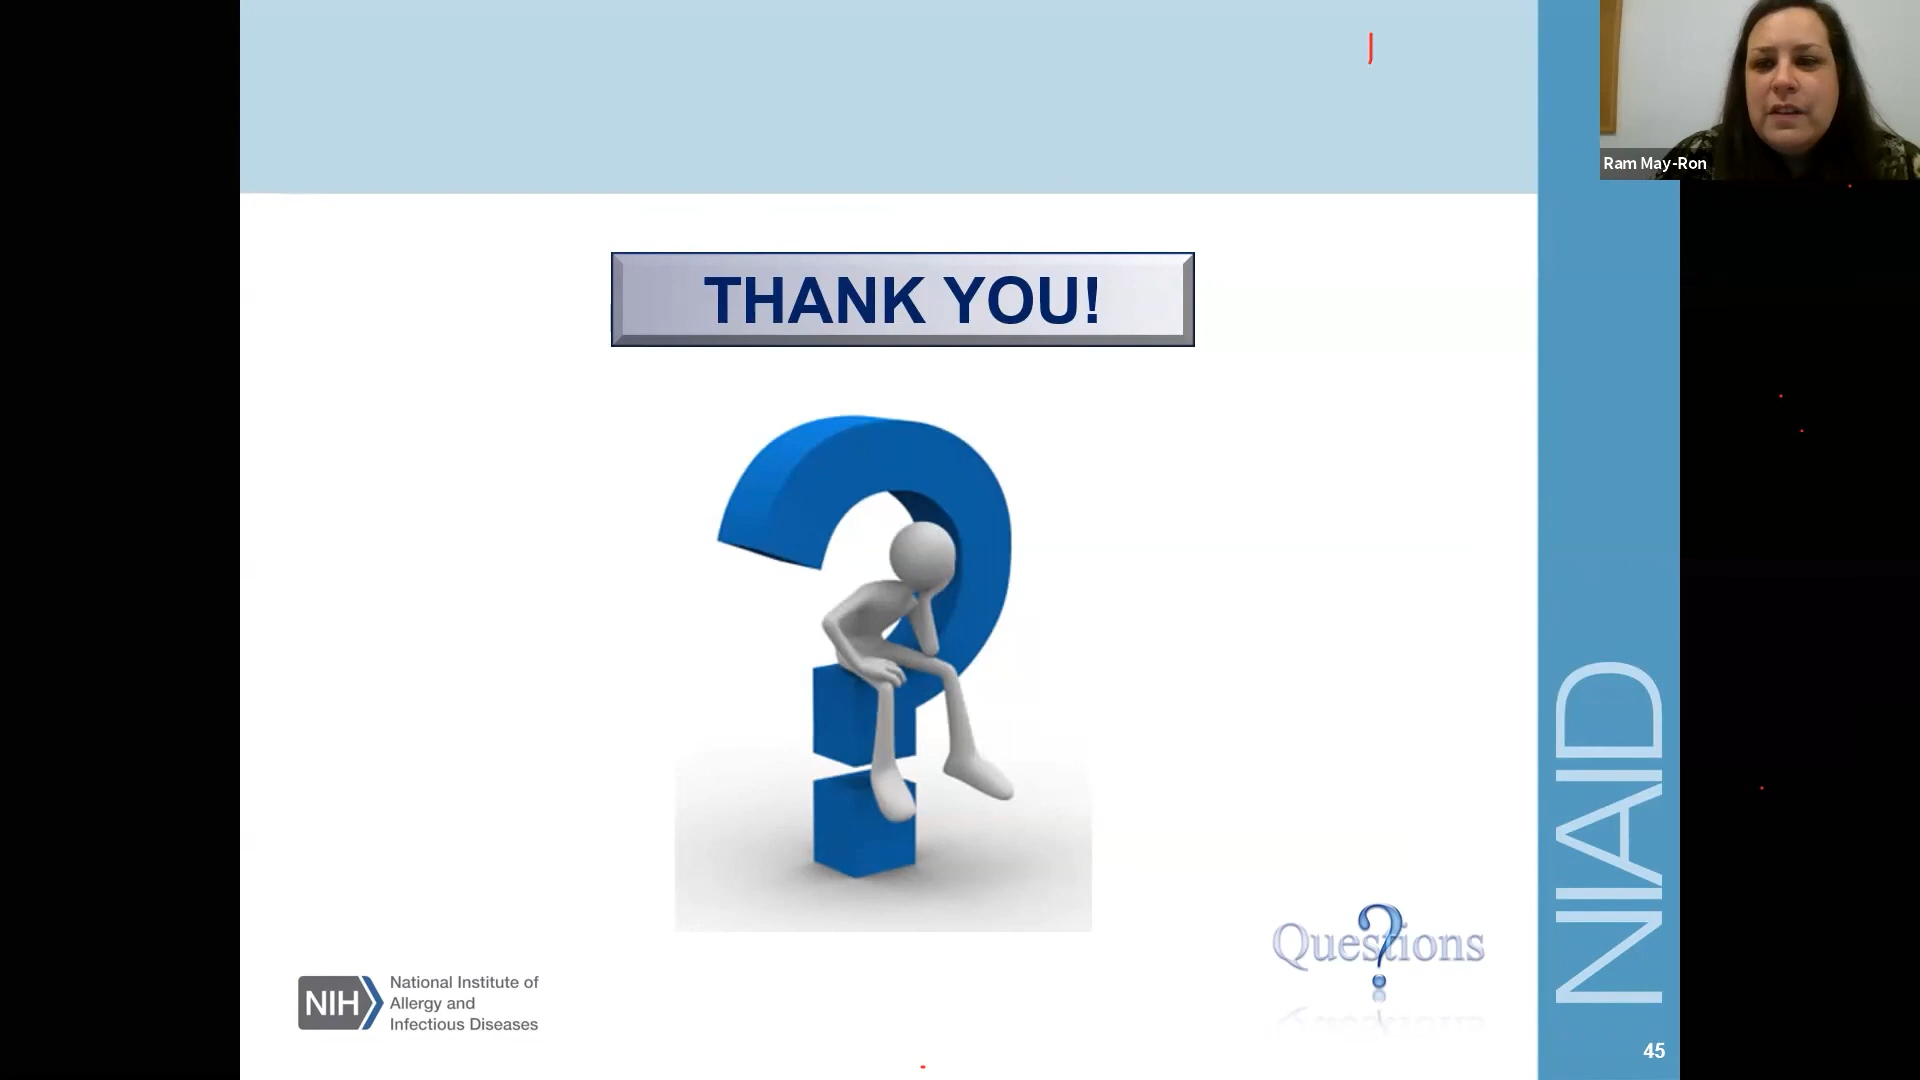 Ram May-Ron
THANK YOU!
NIAID
Questions
NIH
National Institute of
Allergy and
Infectious Diseases
45